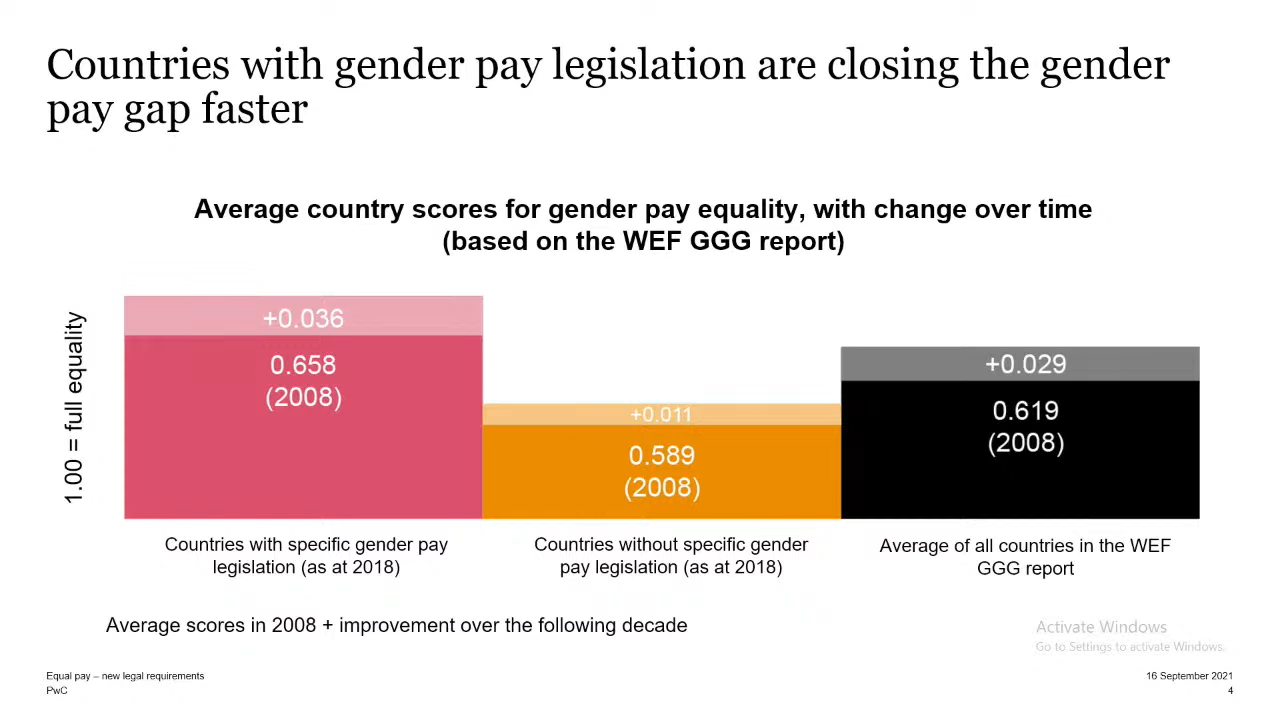 Countries with gender pay legislation are closing the gender
pay gap faster
Average country scores for gender pay equality, with change over time
(based on the WEF GGG report)
1.00 = full equality
+0.036
0.658
(2008)
+0.011
0.589
(2008)
+0.029
0.619
(2008)
Countries with specific gender pay
legislation (as at 2018)
Countries without specific gender
pay legislation (as at 2018)
Average of all countries in the WEF
GGG report
Average scores in 2008 + improvement over the following decade
Activate Windows
Go to Settings to activate Windows.
Equal pay – new legal requirements
PwC
16 September 2021
4